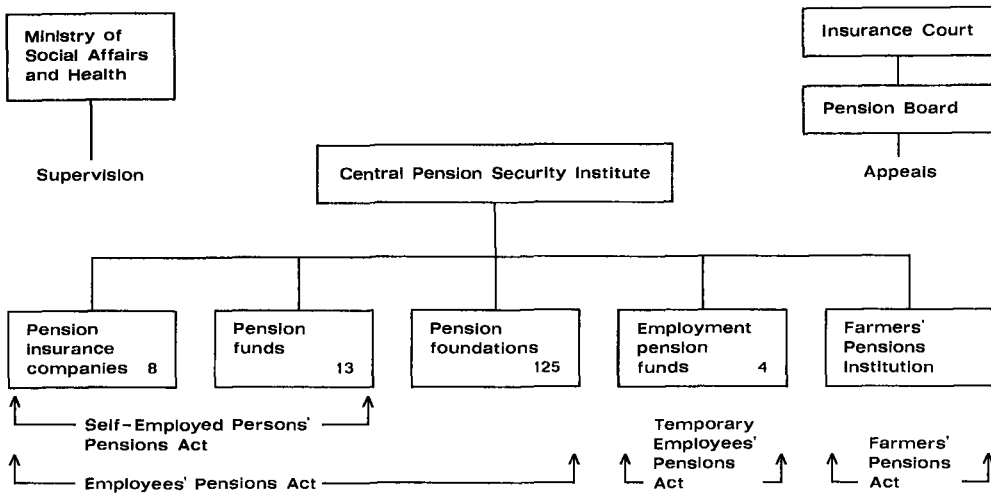 Ministry of
Social Affairs
and Health
Supervision
Insurance Court
Pension Board
Appeals
Central Pension Security Institute
Pension
insurance
companies 8
Pension
funds
13
Pension
foundations
125
Employment
pension
funds 4
Farmers'
Pensions
Institution
Self-Employed Persons'
Pensions Act
Employees' Pensions Act
Temporary
Employees'
Pensions
Act
Farmers'
Pensions
Act